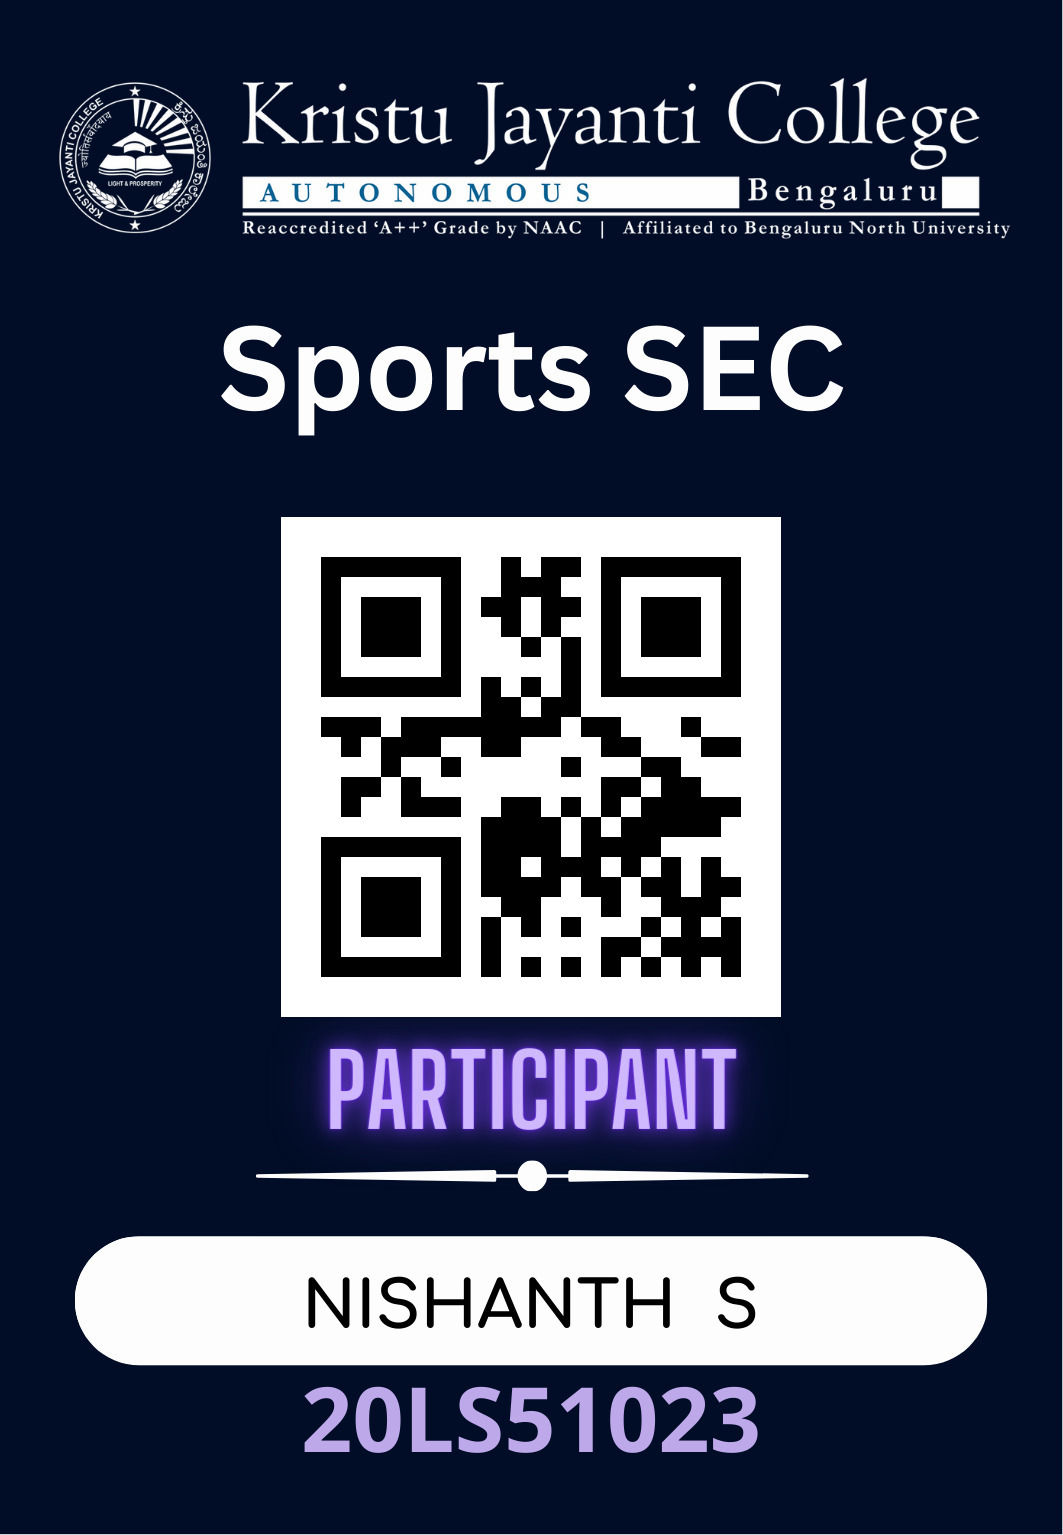 KRISTU JAYANTI COLLEGE
ಕ್ರಿಸ್ತು ಜಯಂತಿ ಕಾಲೇಜು
LIGHT & PROSPERITY
Kristu Jayanti College
AUTONOMOUS Bengaluru
Reaccredited ‘A++’ Grade by NAAC | Affiliated to Bengaluru North University
Sports SEC
PARTICIPANT
NISHANTH S
20LS51023